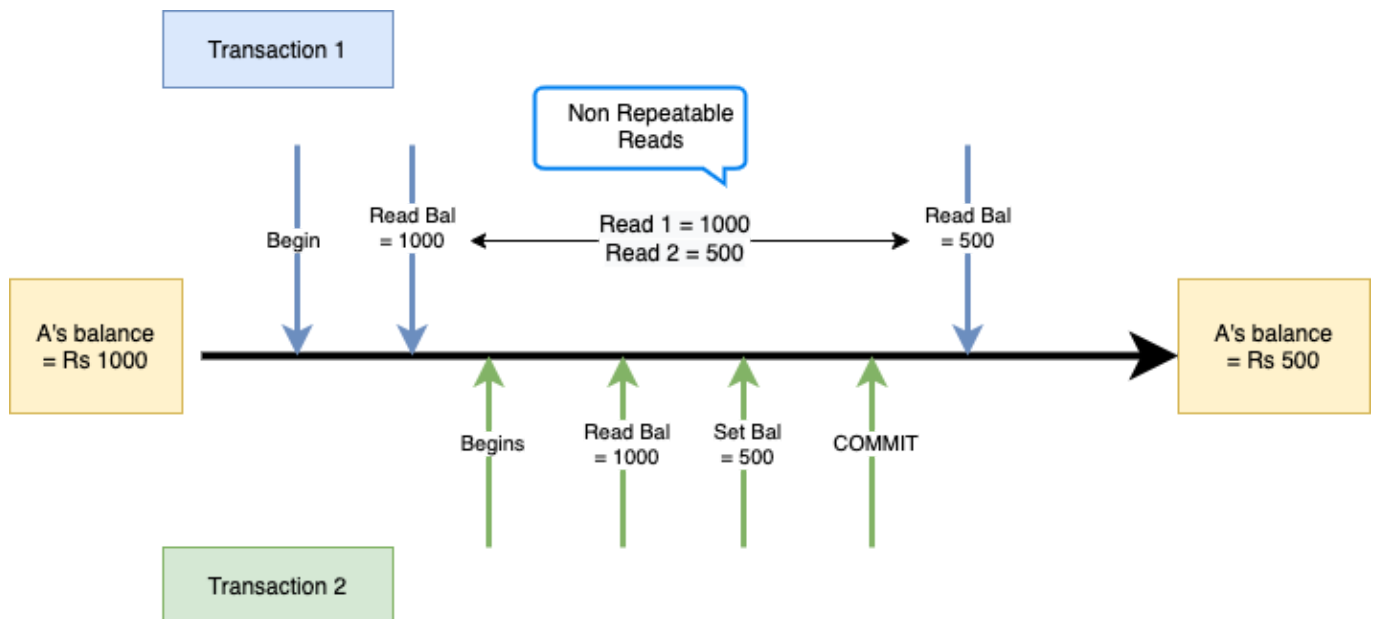 Transaction 1
Non Repeatable
Reads
Begin
Read Bal
= 1000
Read 1 = 1000
Read 2 = 500
Read Bal
= 500
A's balance
= Rs 1000
A's balance
= Rs 500
Begins
Read Bal
= 1000
Set Bal
= 500
COMMIT
Transaction 2